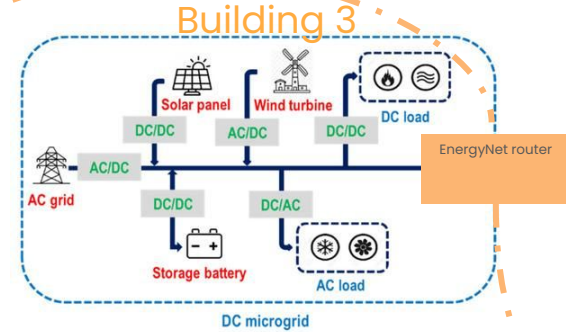 Building 3
Solar panel
Wind turbine
DC load
DC/DC
AC/DC
DC/DC
EnergyNet router
AC/DC
AC grid
DC/DC
DC/AC
Storage battery
AC load
DC microgrid